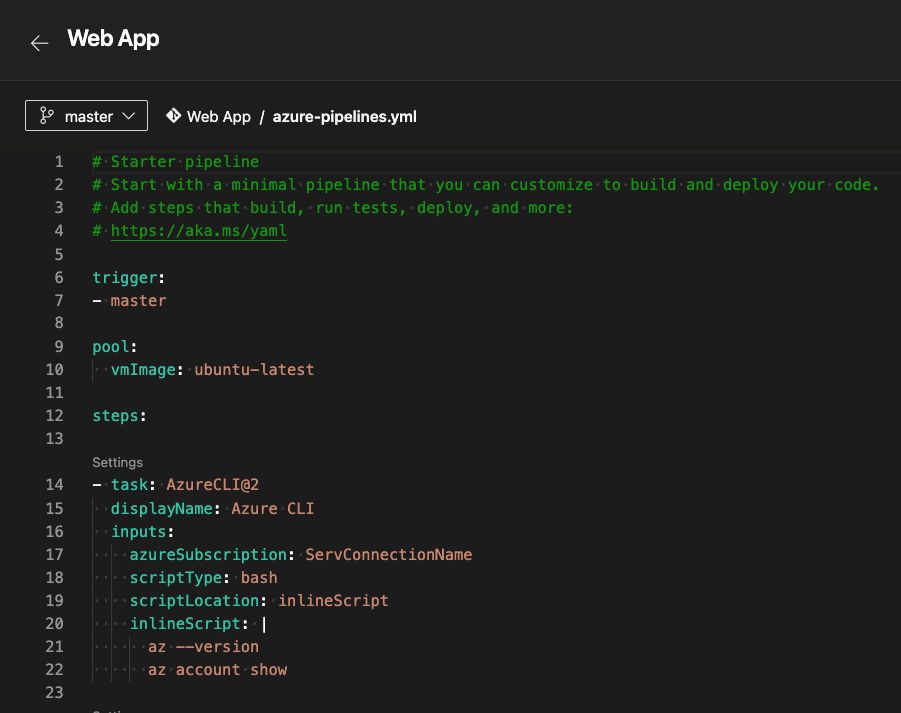 Web App
master Web App / azure-pipelines.yml
1 # Starter pipeline
2 # Start with a minimal pipeline that you can customize to build and deploy your code.
3 # Add steps that build, run tests, deploy, and more:
4 # https://aka.ms/yaml
5
6 trigger:
7 - master
8
9 pool:
10   vmImage: ubuntu-latest
11
12 steps:
13
Settings
14 - task: AzureCLI@2
15   displayName: Azure CLI
16   inputs:
17     azureSubscription: ServConnectionName
18     scriptType: bash
19     scriptLocation: inlineScript
20     inlineScript: |
21       az --version
22       az account show
23